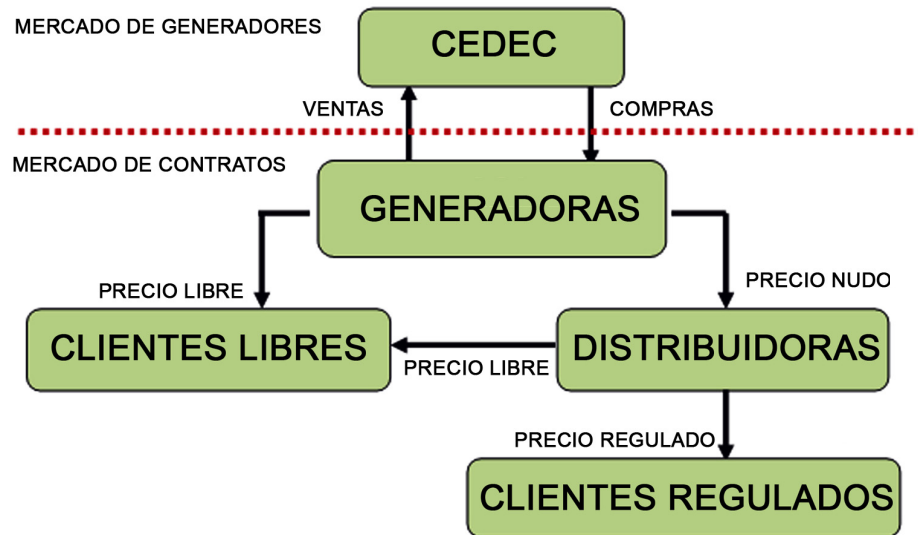 MERCADO DE GENERADORES
CEDEC
VENTAS
COMPRAS
MERCADO DE CONTRATOS
GENERADORAS
PRECIO LIBRE
PRECIO NUDO
CLIENTES LIBRES
DISTRIBUIDORAS
PRECIO LIBRE
PRECIO REGULADO
CLIENTES REGULADOS